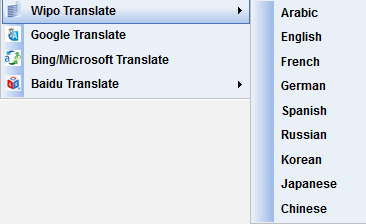 Wipo Translate
Google Translate
Bing/Microsoft Translate
Baidu Translate
Arabic
English
French
German
Spanish
Russian
Korean
Japanese
Chinese